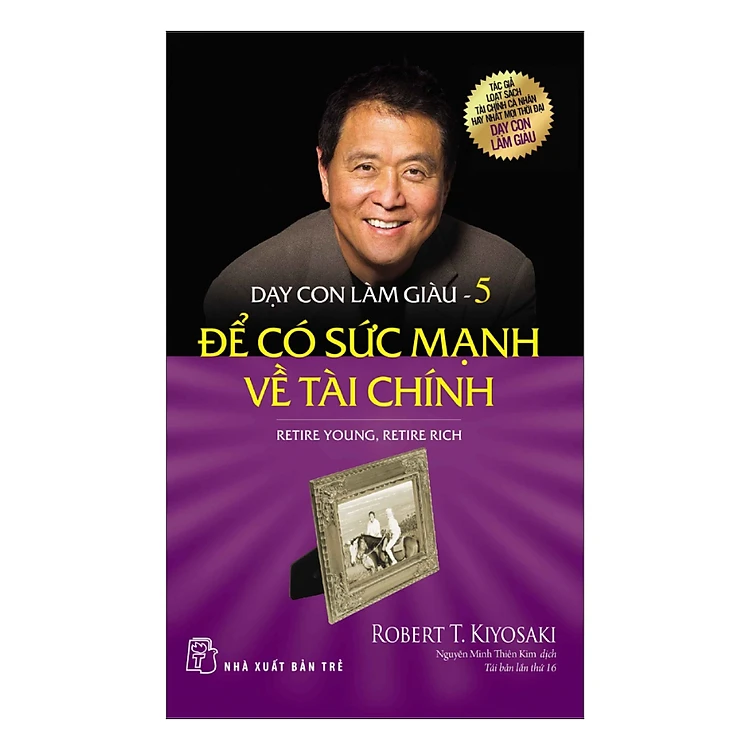 TÁC GIẢ
LOẠT SÁCH
TÀI CHÍNH CÁ NHÂN
HAY NHẤT MỌI THỜI ĐẠI
DẠY CON
LÀM GIÀU
DẠY CON LÀM GIÀU - 5
ĐỂ CÓ SỨC MẠNH
VỀ TÀI CHÍNH
RETIRE YOUNG, RETIRE RICH
ROBERT T. KIYOSAKI
Nguyễn Minh Thiên Kim dịch
Tái bản lần thứ 16
NHÀ XUẤT BẢN TRẺ